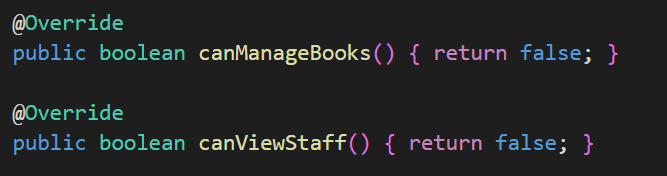 @Override
public boolean canManageBooks() { return false; }
@Override
public boolean canViewStaff() { return false; }